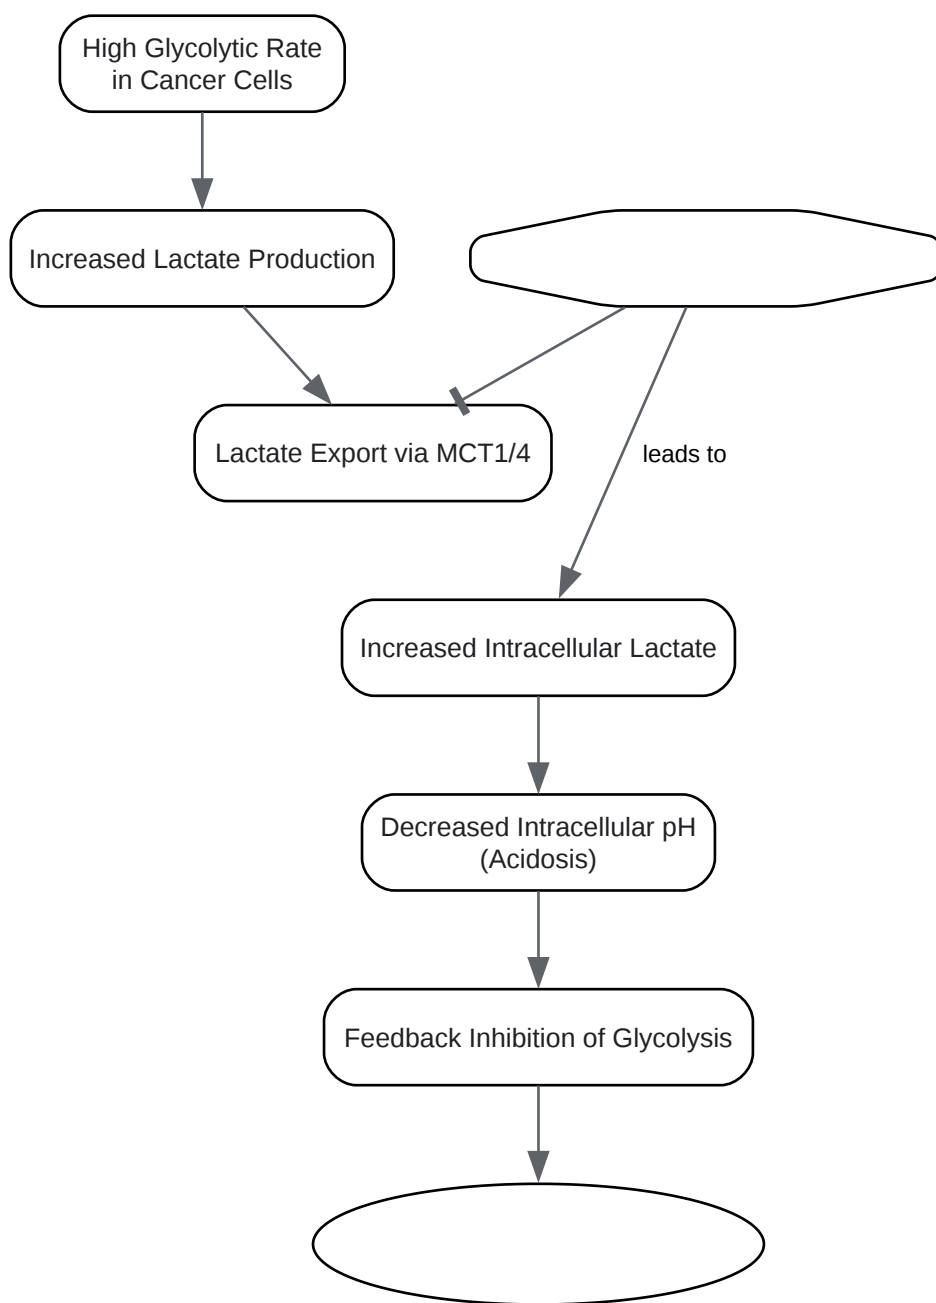 High Glycolytic Rate
in Cancer Cells
Increased Lactate Production
Lactate Export via MCT1/4
leads to
Increased Intracellular Lactate
Decreased Intracellular pH
(Acidosis)
Feedback Inhibition of Glycolysis